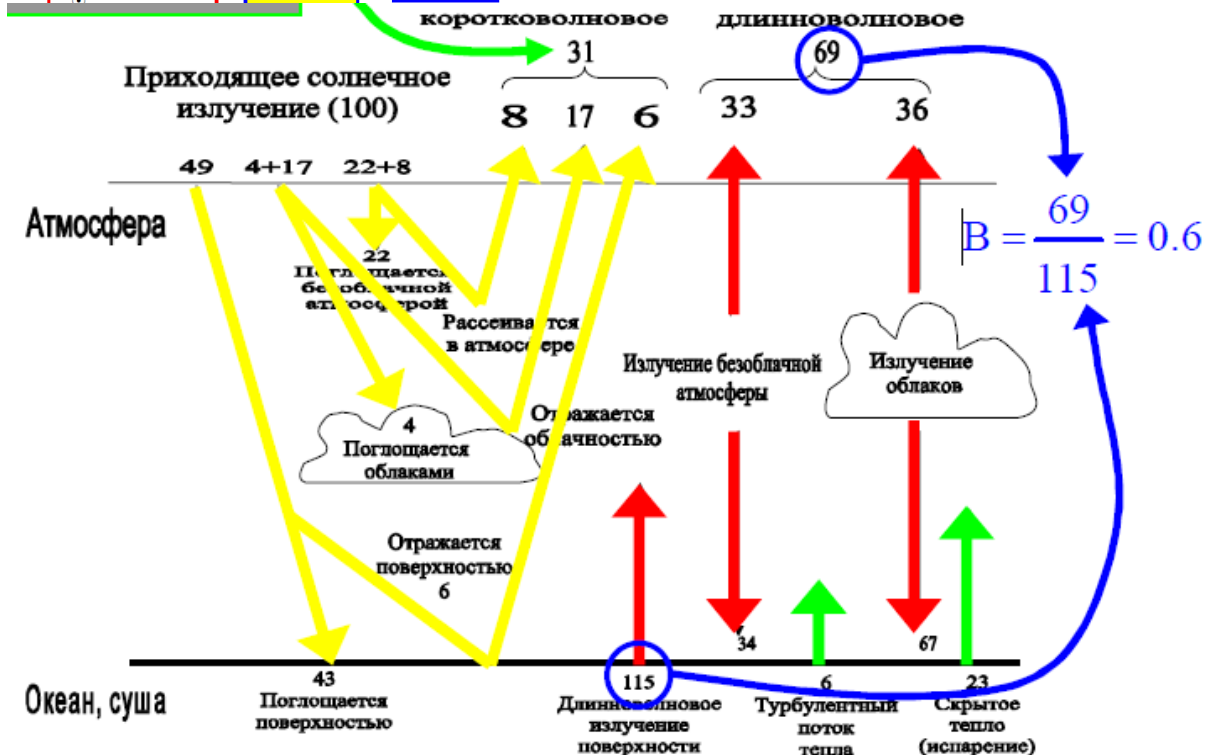 коротковолновое
длинноволновое
31
69
Приходящее солнечное
излучение (100)
8
17
6
33
36
49
4+17
22+8
Атмосфера
22
Поглощается
безоблачной
атмосферой
B = 69/115 = 0.6
Рассеивается
в атмосфере
Излучение безоблачной
атмосферы
Излучение
облаков
4
Поглощается
облаками
Отражается
облачностью
Отражается
поверхностью
6
34
67
Океан, суша
43
Поглощается
поверхностью
115
Длинноволновое
излучение
поверхности
6
Турбулентный
поток
тепла
23
Скрытое
тепло
(испарение)